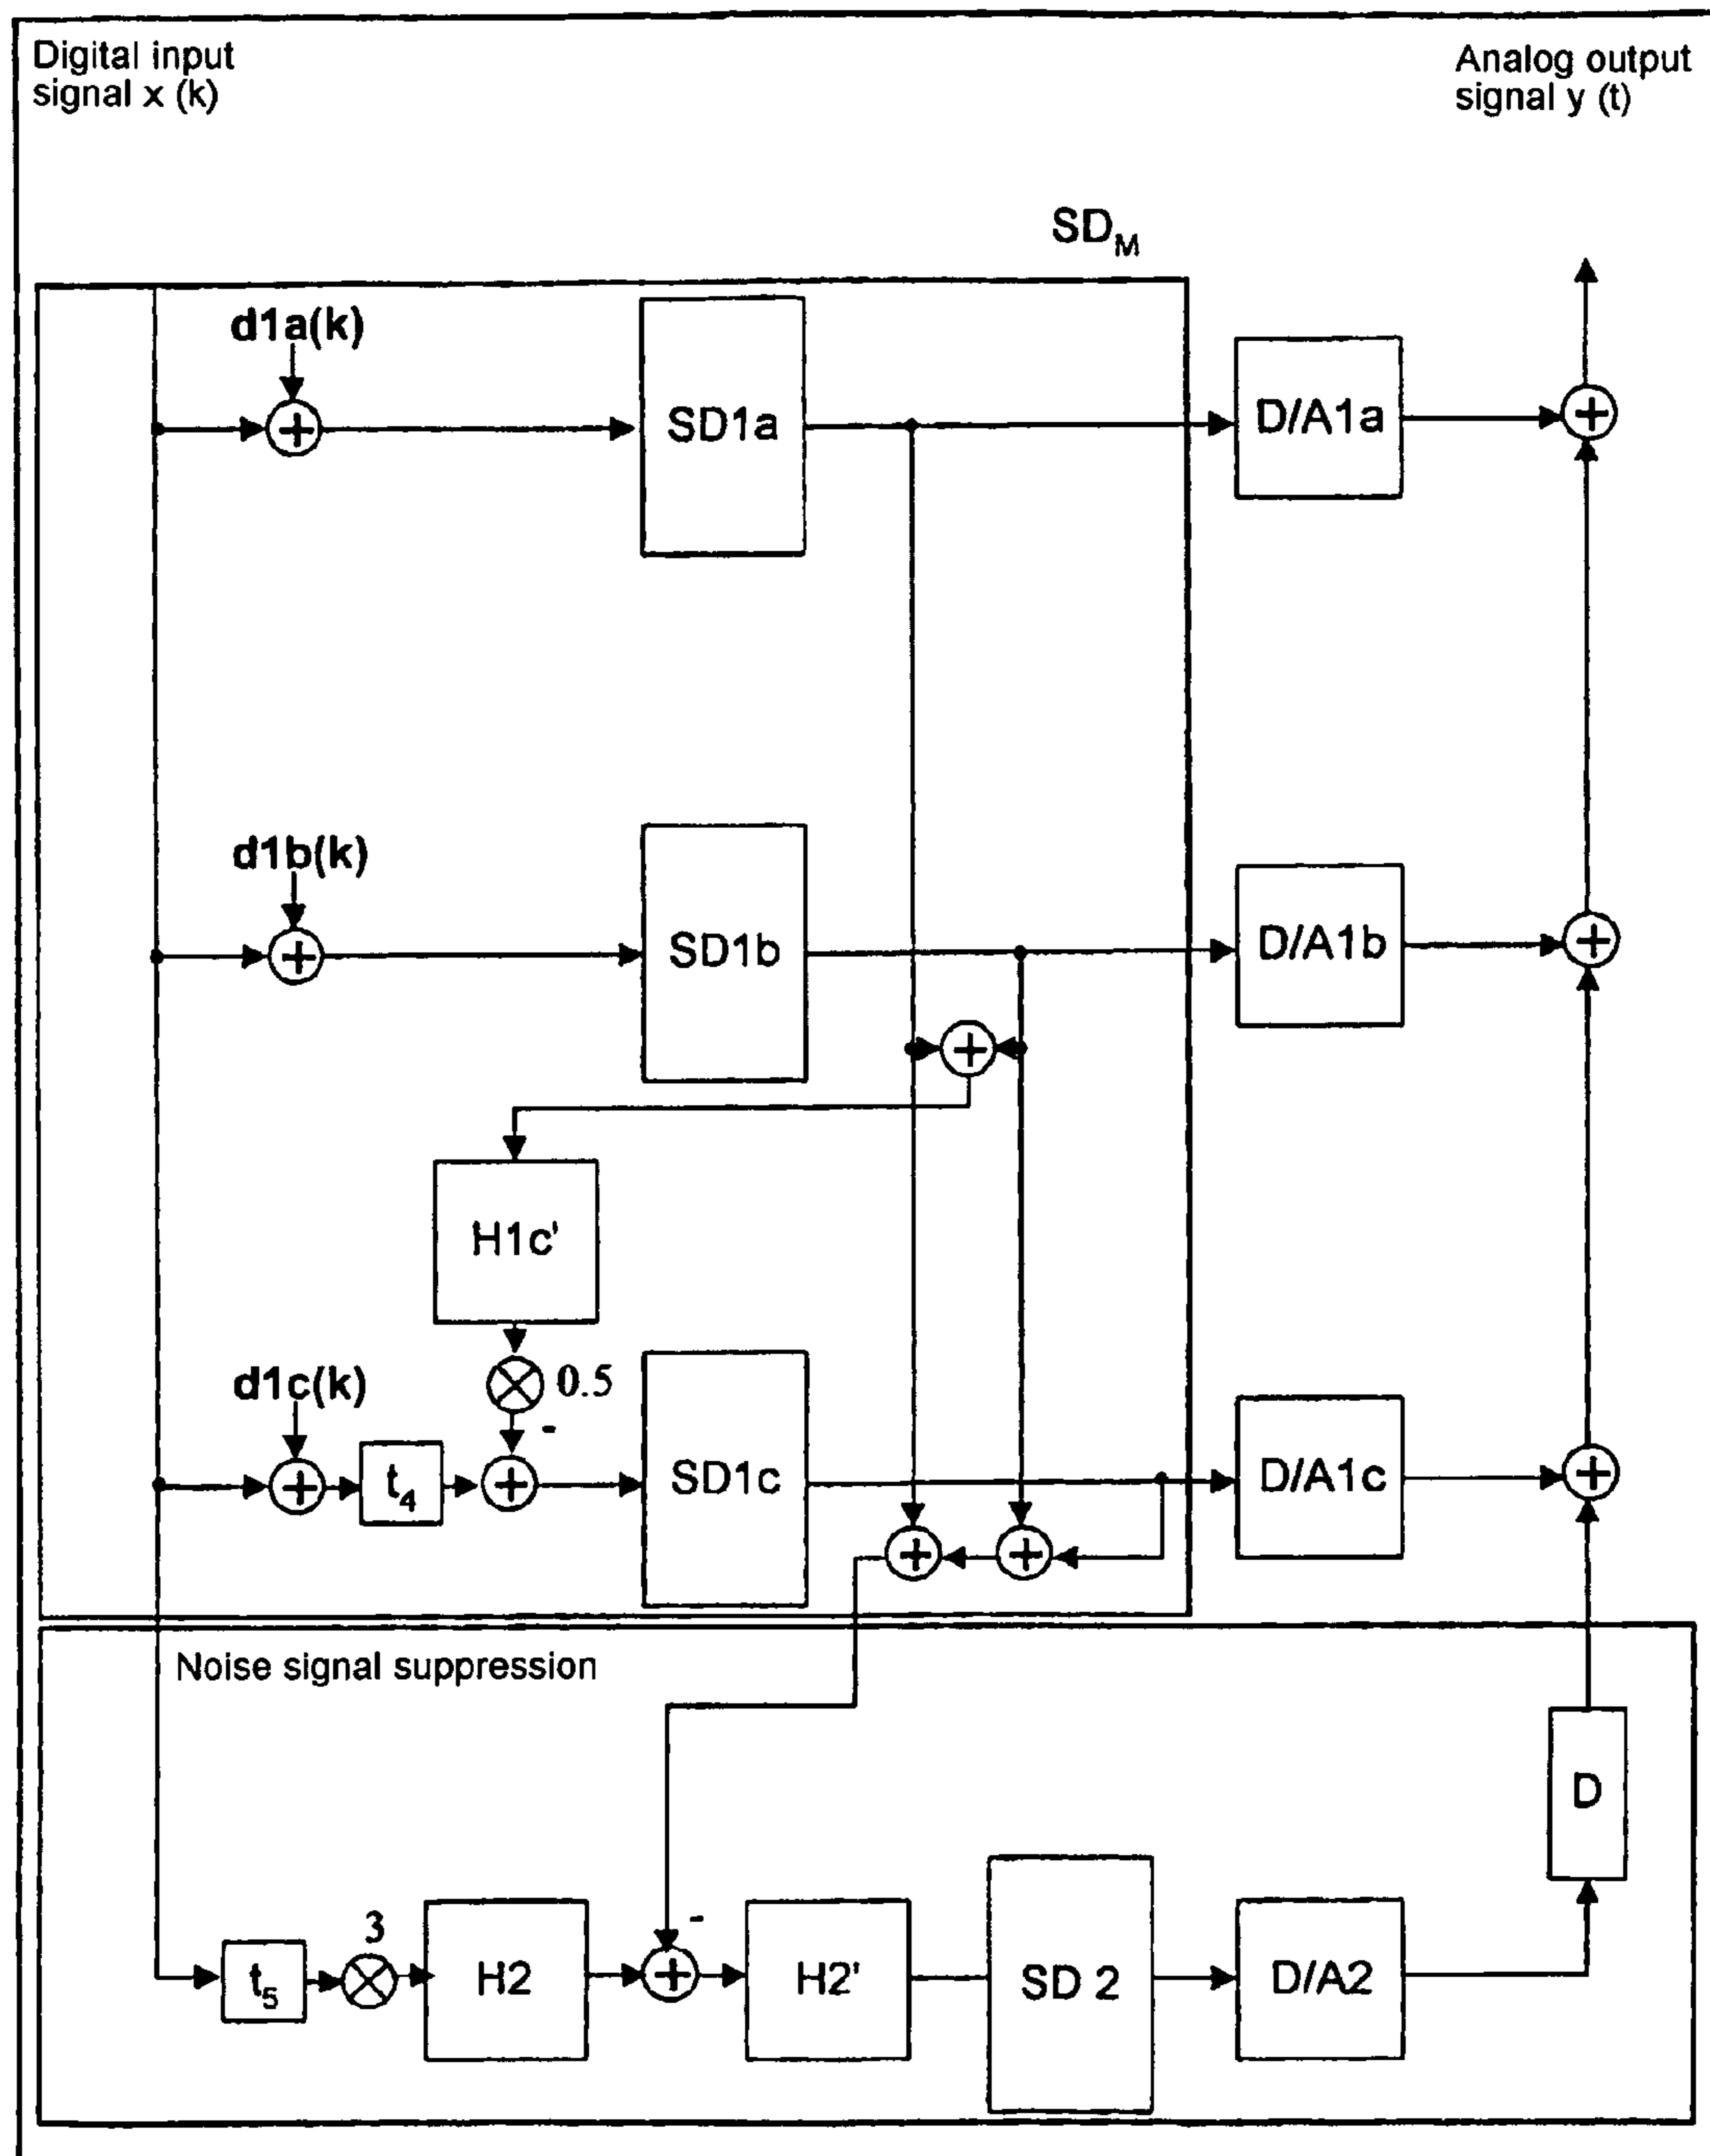 Digital input
signal x (k)
Analog output
signal y (t)
SD_M
d1a(k)
+
SD1a
D/A1a
+
d1b(k)
+
SD1b
D/A1b
+
+
H1c'
0.5
-
d1c(k)
+
t_4
+
SD1c
D/A1c
+
+
+
Noise signal suppression
D
-
3
t_5
H2
+
H2'
SD 2
D/A2